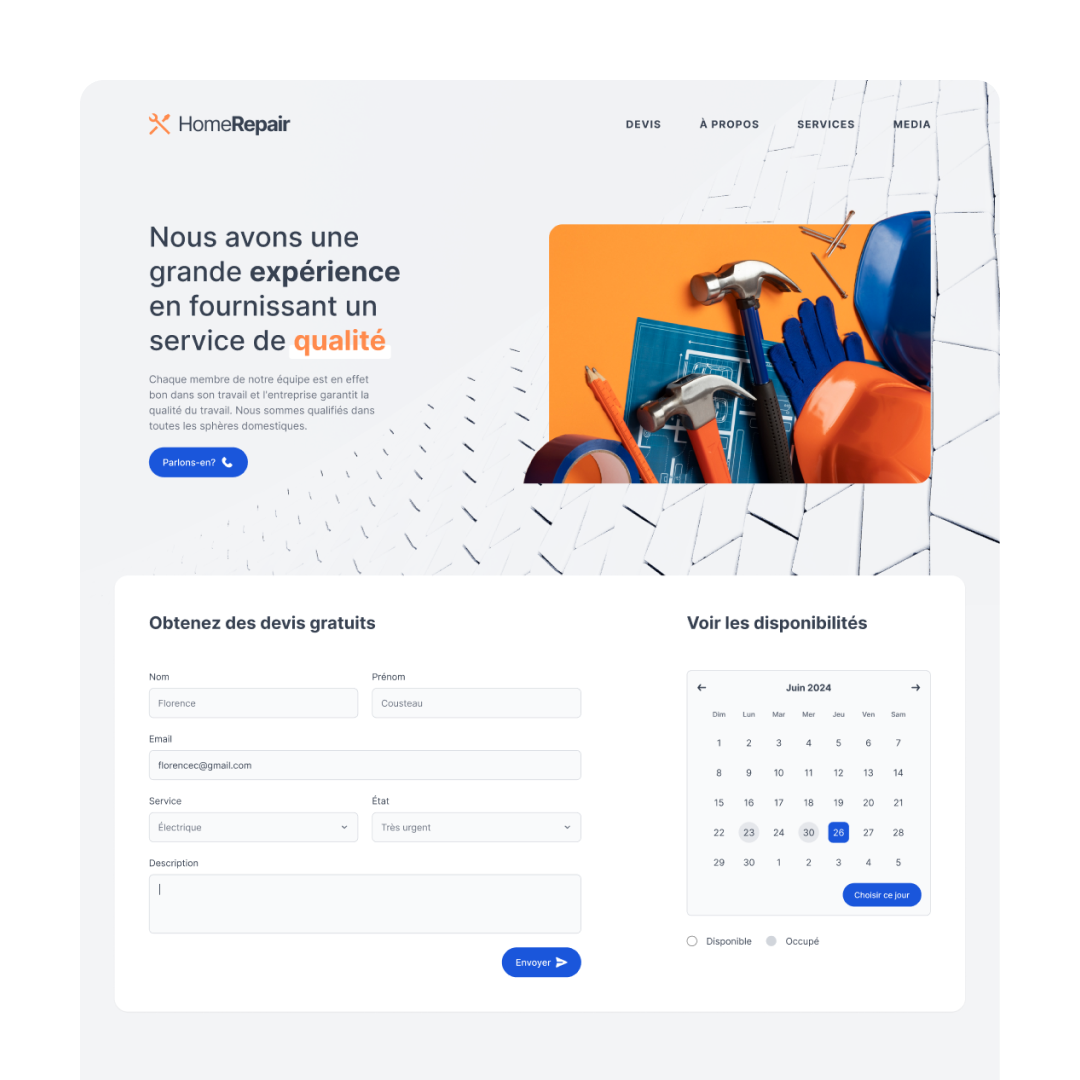 HomeRepair
DEVIS À PROPOS SERVICES MEDIA
Nous avons une
grande expérience
en fournissant un
service de qualité
Chaque membre de notre équipe est en effet
bon dans son travail et l'entreprise garantit la
qualité du travail. Nous sommes qualifiés dans
toutes les sphères domestiques.
Parlons-en?
Obtenez des devis gratuits
Nom Prénom
Florence Cousteau
Email
florencec@gmail.com
Service État
Électrique Très urgent
Description
Envoyer
Voir les disponibilités
Juin 2024
Dim Lun Mar Mer Jeu Ven Sam
1 2 3 4 5 6 7
8 9 10 11 12 13 14
15 16 17 18 19 20 21
22 23 24 30 26 27 28
29 30 1 2 3 4 5
Choisir ce jour
Disponible Occupé